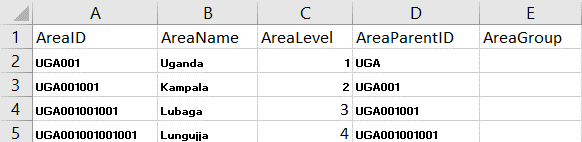 A B C D E
1 AreaID AreaName AreaLevel AreaParentID AreaGroup
2 UGA001 Uganda 1 UGA
3 UGA001001 Kampala 2 UGA001
4 UGA001001001 Lubaga 3 UGA001001
5 UGA001001001001 Lungujja 4 UGA001001001